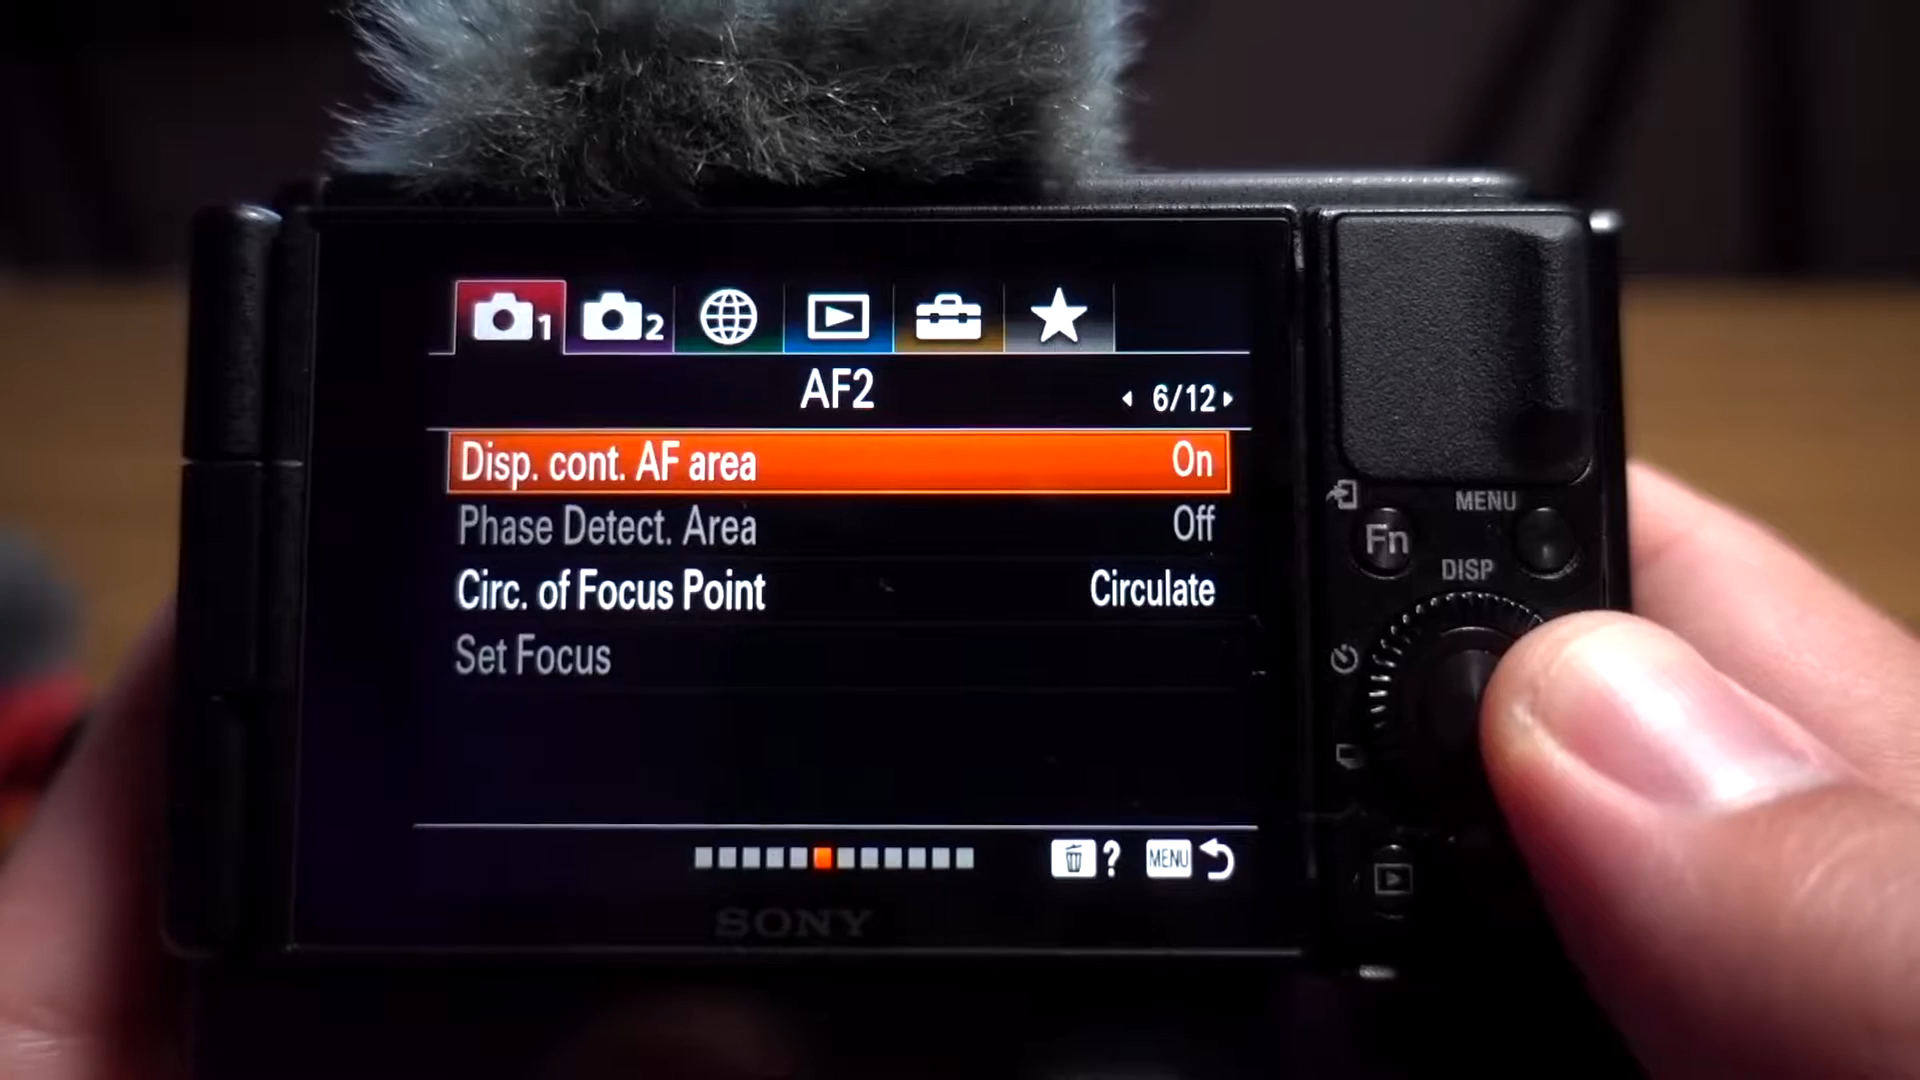 1 2
AF2
6/12
Disp. cont. AF area On
Phase Detect. Area Off
Circ. of Focus Point Circulate
Set Focus
? MENU
SONY
MENU
Fn
DISP